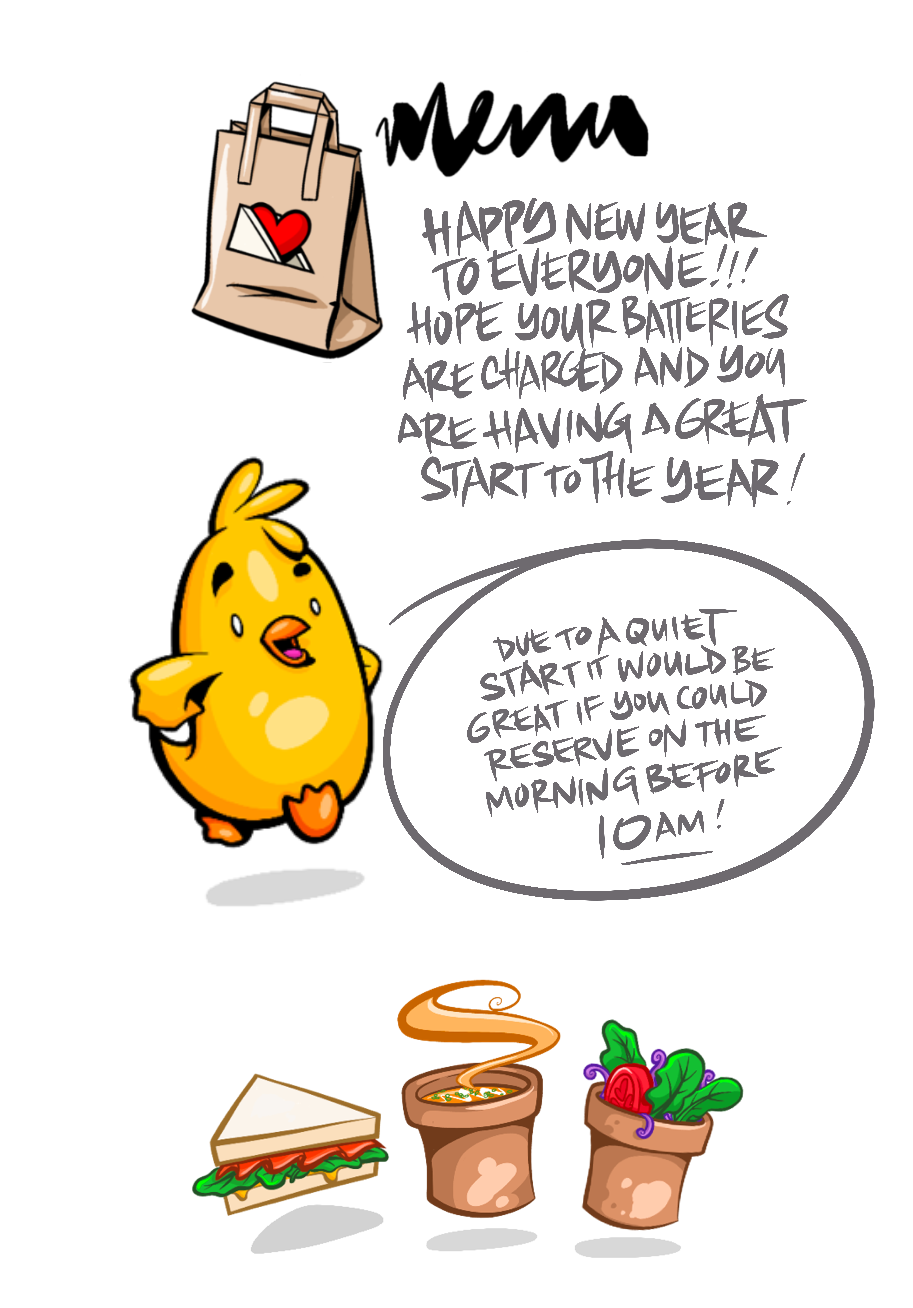 Menu
HAPPY NEW YEAR
TO EVERYONE!!!
HOPE YOUR BATTERIES
ARE CHARGED AND YOU
ARE HAVING A GREAT
START TO THE YEAR!
DUE TO A QUIET
START IT WOULD BE
GREAT IF YOU COULD
RESERVE ON THE
MORNING BEFORE
10AM!